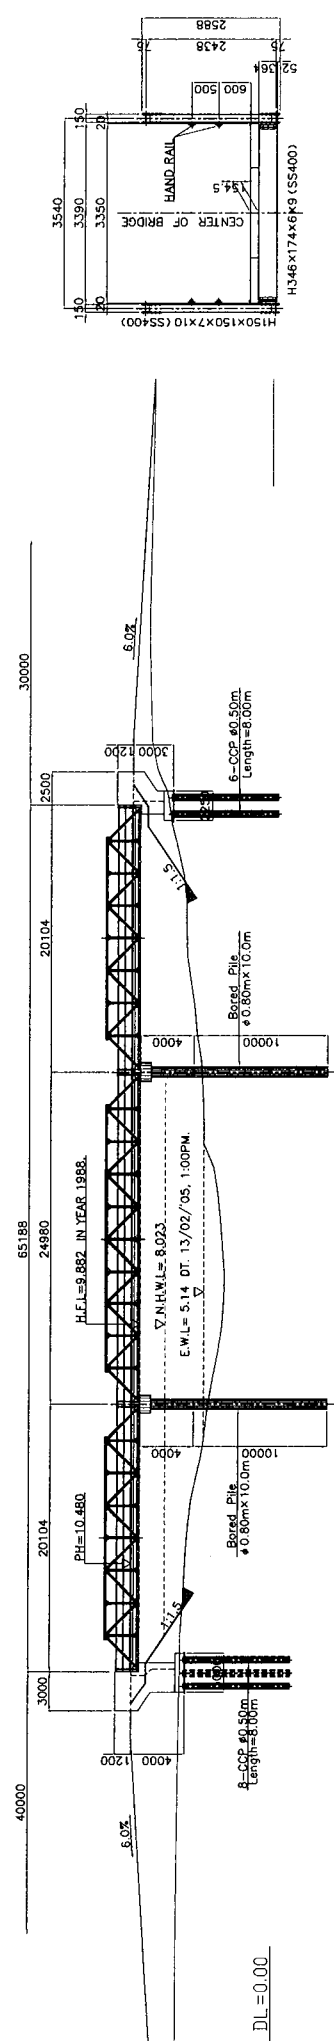 40000
65188
30000
3000
20104
24980
20104
2500
6.0%
1200
4000
PH=10.480
H.F.L=9.882 IN YEAR 1988.
1200
3000
6.0%
1:1.5
N.H.W.L= 8.023
E.W.L= 5.14 DT. 13/02/'05, 1:00PM.
1:1.5
4000
10000
4000
10000
8-CCP ø0.50m
Length=8.00m
Bored Pile
ø0.80m×10.0m
Bored Pile
ø0.80m×10.0m
6-CCP ø0.50m
Length=8.00m
DL=0.00
3540
150
3390
150
20
3350
20
CENTER OF BRIDGE
HAND RAIL
134.5
500
600
2588
75
2438
75
52
364
H150×150×7×10 (SS400)
H346×174×6×9 (SS400)